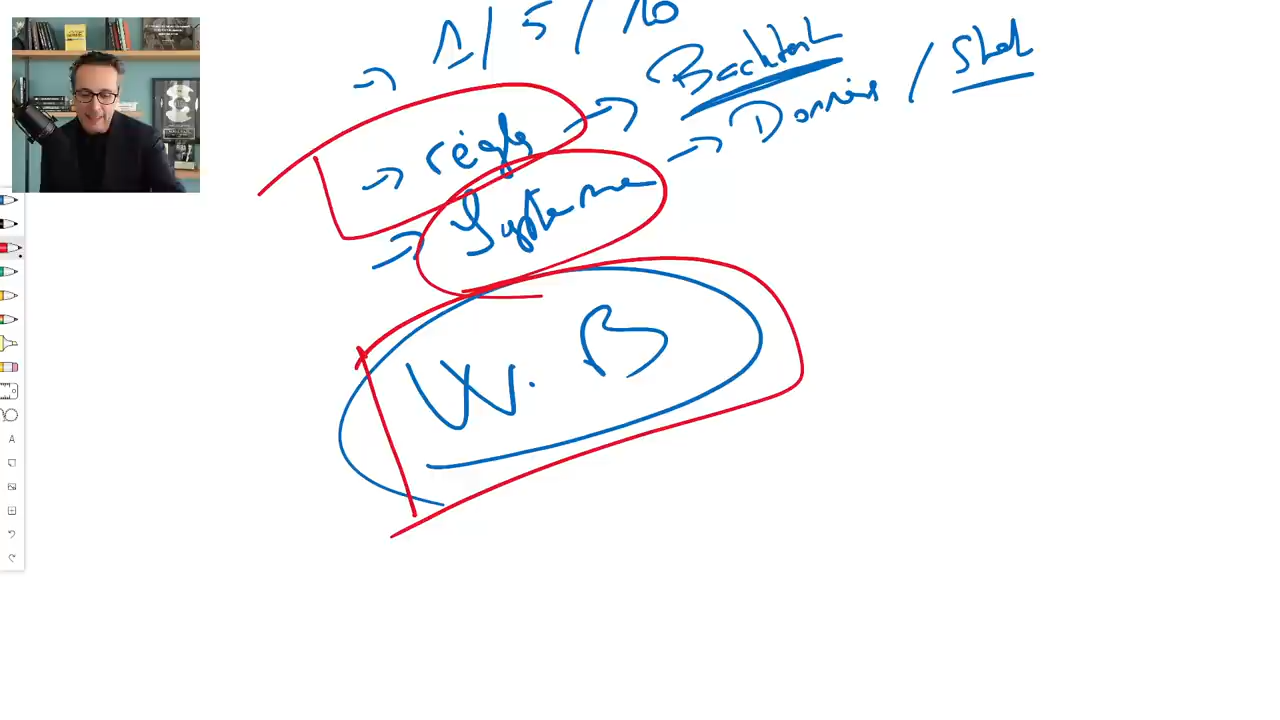 → 1 / 5 / 10
→ règle → Backtest
→ Données / Stat
→ Système
W. B